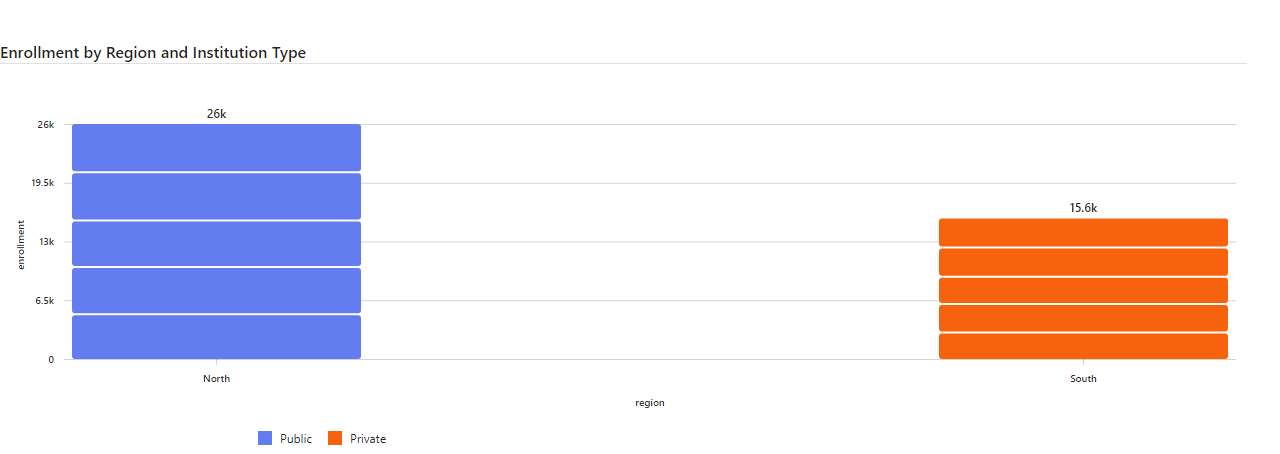 Enrollment by Region and Institution Type
26k
26k
19.5k
15.6k
enrollment
13k
6.5k
0
North
South
region
Public
Private